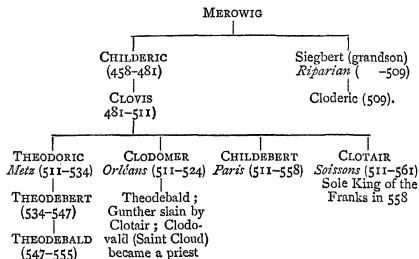 MEROWIG
CHILDERIC
(458-481)
Siegbert (grandson)
Riparian ( -509)
CLOVIS
481-511)
Cloderic (509).
THEODORIC
Metz (511-534)
CLODOMER
Orléans (511-524)
CHILDEBERT
Paris (511-558)
CLOTAIR
Soissons (511-561)
Sole King of the
Franks in 558
THEODEBERT
(534-547)
THEODEBALD
(547-555)
Theodebald ;
Gunther slain by
Clotair ; Clodo-
vald (Saint Cloud)
became a priest